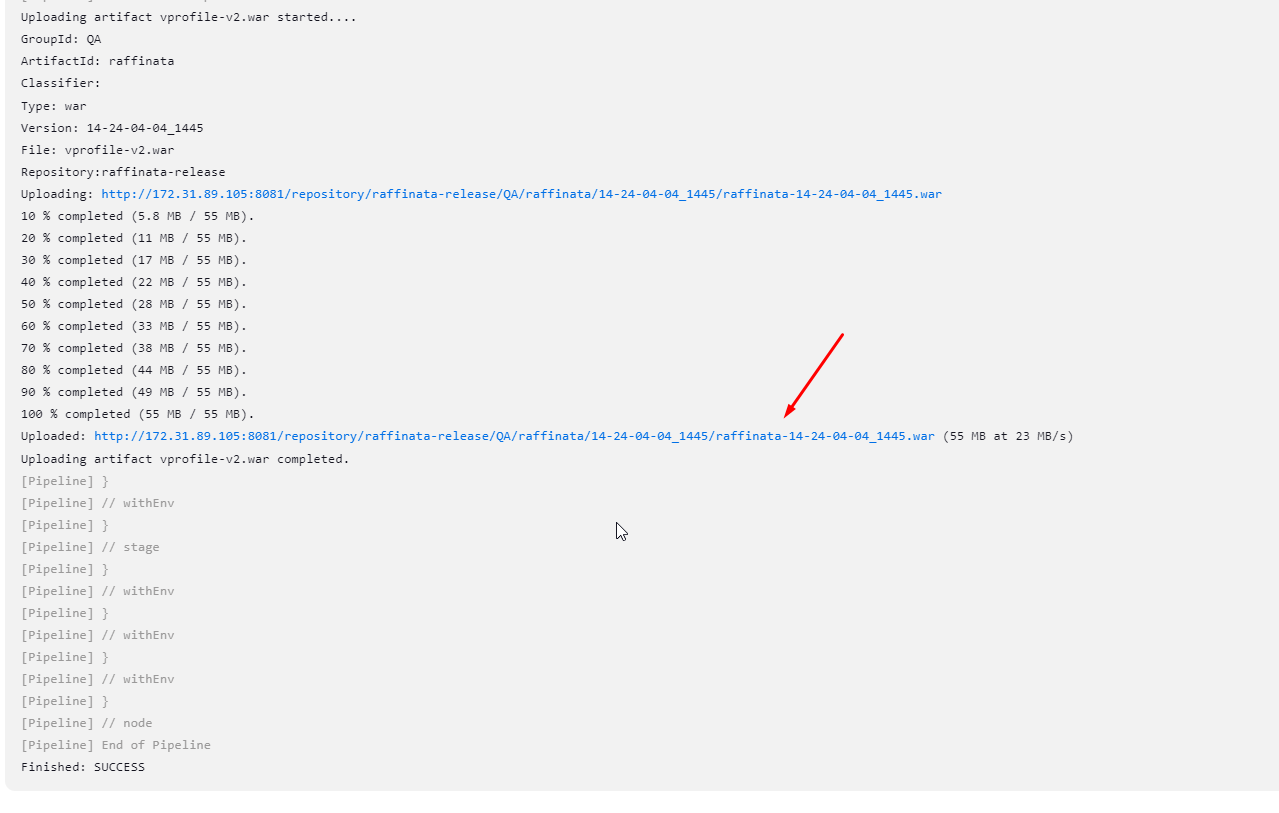 Uploading artifact vprofile-v2.war started....
GroupId: QA
ArtifactId: raffinata
Classifier:
Type: war
Version: 14-24-04-04_1445
File: vprofile-v2.war
Repository:raffinata-release
Uploading: http://172.31.89.105:8081/repository/raffinata-release/QA/raffinata/14-24-04-04_1445/raffinata-14-24-04-04_1445.war
10 % completed (5.8 MB / 55 MB).
20 % completed (11 MB / 55 MB).
30 % completed (17 MB / 55 MB).
40 % completed (22 MB / 55 MB).
50 % completed (28 MB / 55 MB).
60 % completed (33 MB / 55 MB).
70 % completed (38 MB / 55 MB).
80 % completed (44 MB / 55 MB).
90 % completed (49 MB / 55 MB).
100 % completed (55 MB / 55 MB).
Uploaded: http://172.31.89.105:8081/repository/raffinata-release/QA/raffinata/14-24-04-04_1445/raffinata-14-24-04-04_1445.war (55 MB at 23 MB/s)
Uploading artifact vprofile-v2.war completed.
[Pipeline] }
[Pipeline] // withEnv
[Pipeline] }
[Pipeline] // stage
[Pipeline] }
[Pipeline] // withEnv
[Pipeline] }
[Pipeline] // withEnv
[Pipeline] }
[Pipeline] // withEnv
[Pipeline] }
[Pipeline] // node
[Pipeline] End of Pipeline
Finished: SUCCESS